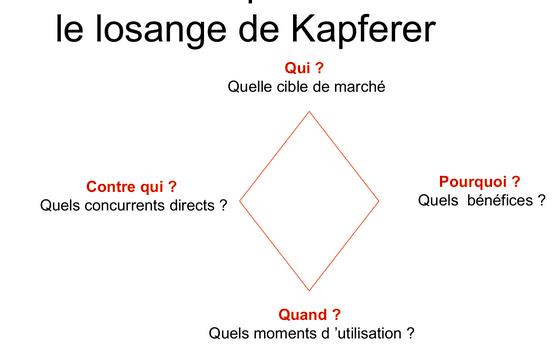 le losange de Kapferer
Qui ?
Quelle cible de marché
Contre qui ?
Quels concurrents directs ?
Pourquoi ?
Quels bénéfices ?
Quand ?
Quels moments d 'utilisation ?